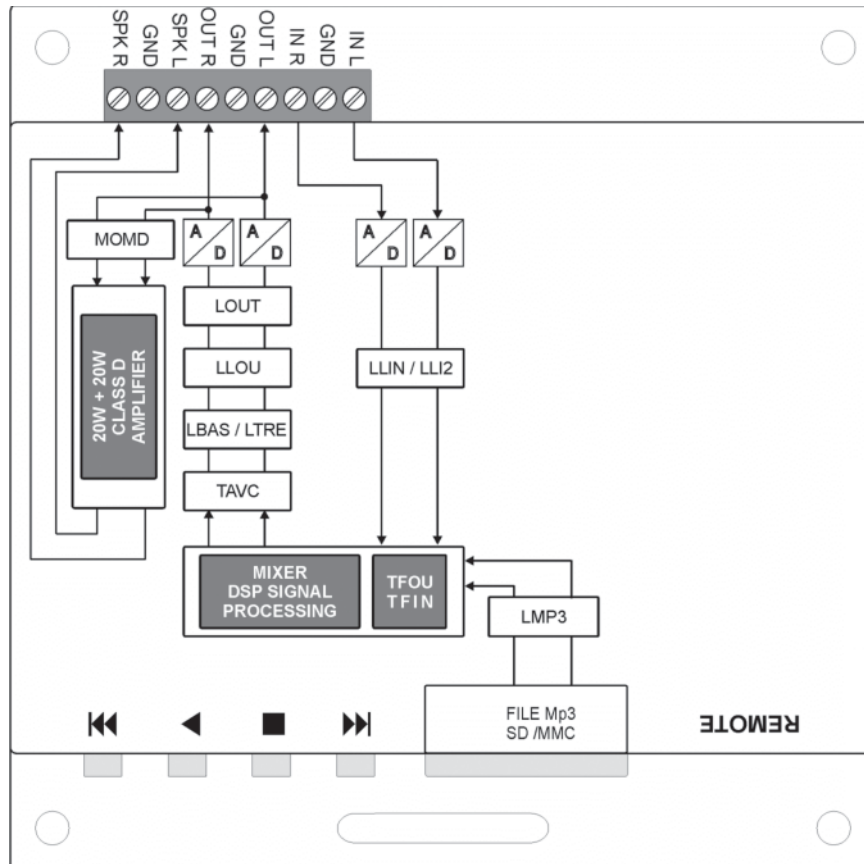 SPK R
GND
SPK L
OUT R
GND
OUT L
IN R
GND
IN L
MOMD
A
D
A
D
A
D
A
D
LOUT
20W + 20W
CLASS D
AMPLIFIER
LLOU
LLIN / LLI2
LBAS / LTRE
TAVC
MIXER
DSP SIGNAL
PROCESSING
TFOU
TFIN
LMP3
FILE Mp3
SD /MMC
REMOTE